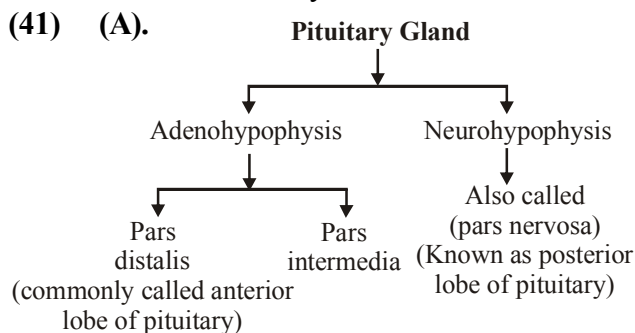 (41) (A).
Pituitary Gland
Adenohypophysis
Neurohypophysis
Pars
distalis
(commonly called anterior
lobe of pituitary)
Pars
intermedia
Also called
(pars nervosa)
(Known as posterior
lobe of pituitary)